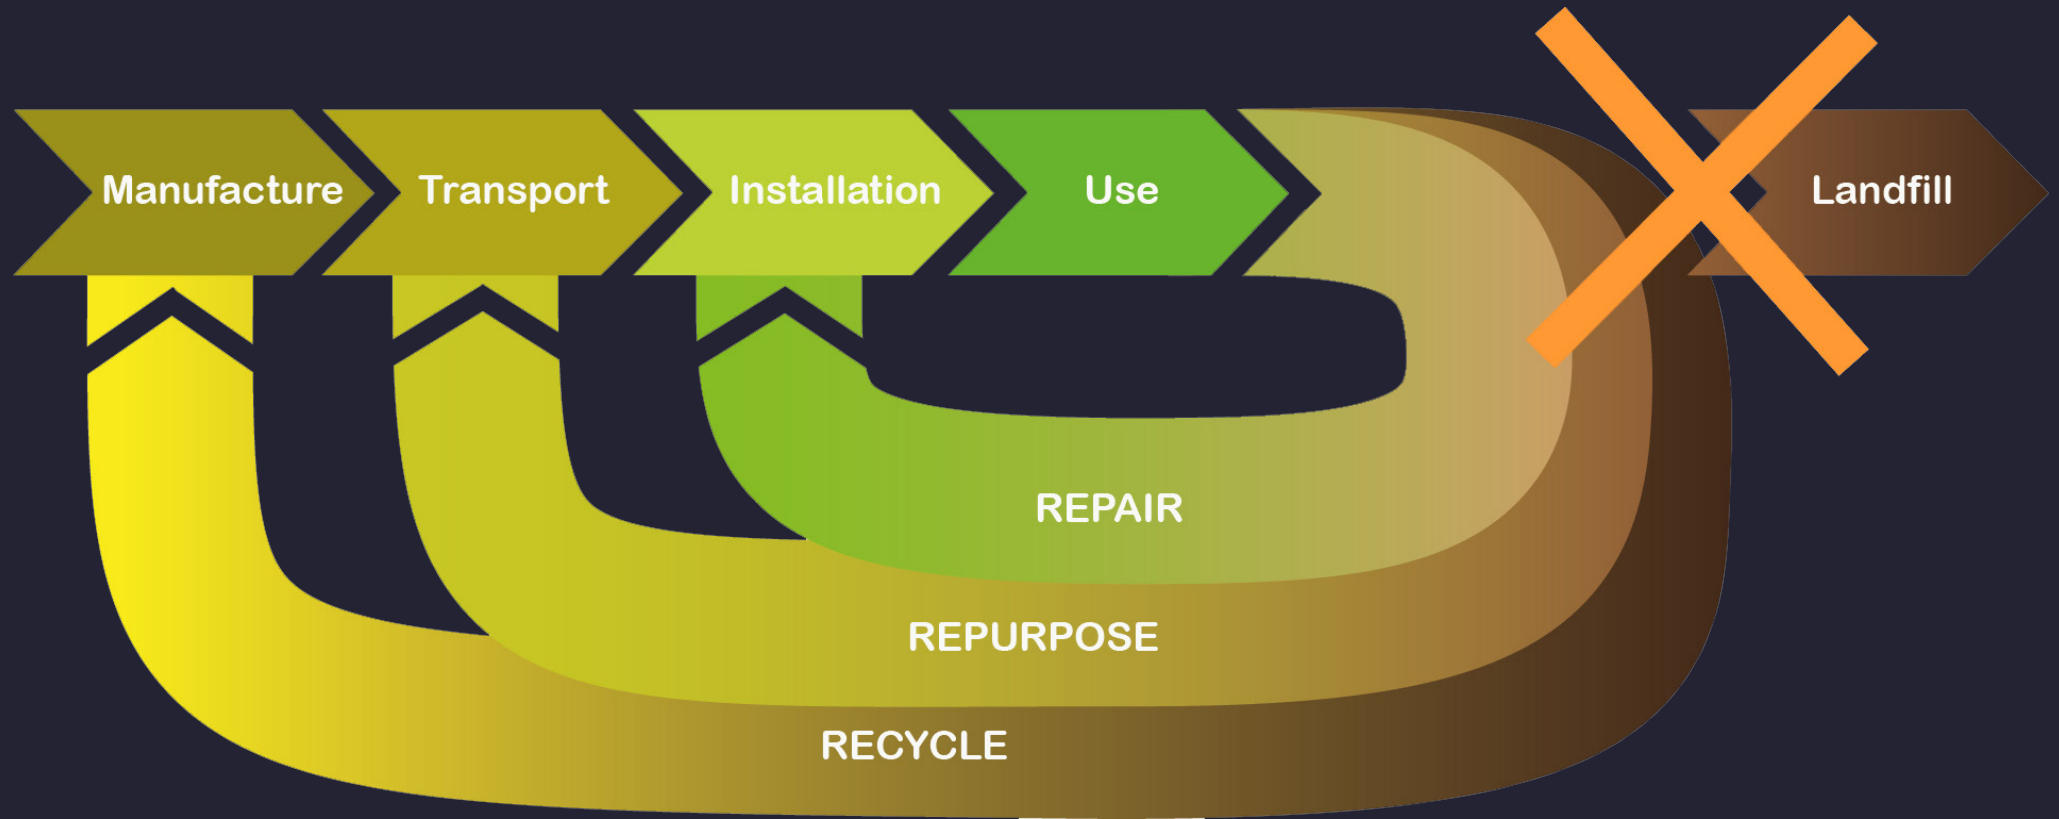 Manufacture
Transport
Installation
Use
Landfill
REPAIR
REPURPOSE
RECYCLE